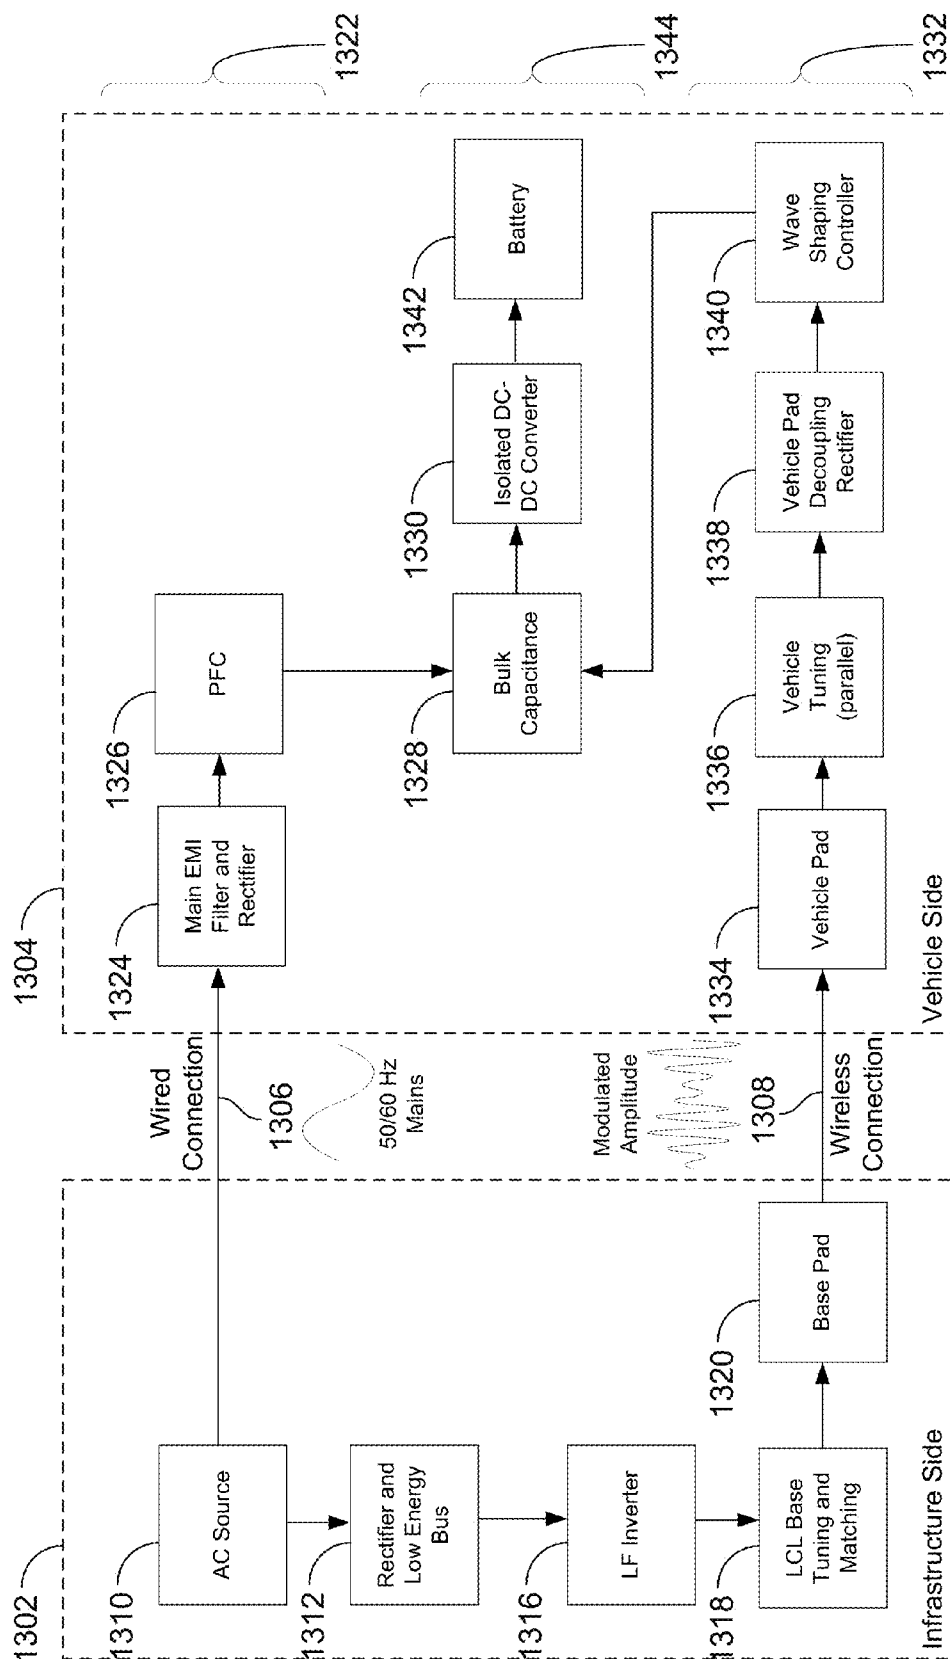 1302
1304
1310
AC Source
Wired
Connection
1306
50/60 Hz
Mains
1324
Main EMI
Filter and
Rectifier
1326
PFC
1322
1312
Rectifier and
Low Energy
Bus
1328
Bulk
Capacitance
1330
Isolated DC-
DC Converter
1342
Battery
1344
1316
LF Inverter
Modulated
Amplitude
1318
LCL Base
Tuning and
Matching
1320
Base Pad
1308
Wireless
Connection
1334
Vehicle Pad
1336
Vehicle
Tuning
(parallel)
1338
Vehicle Pad
Decoupling
Rectifier
1340
Wave
Shaping
Controller
1332
Infrastructure Side
Vehicle Side